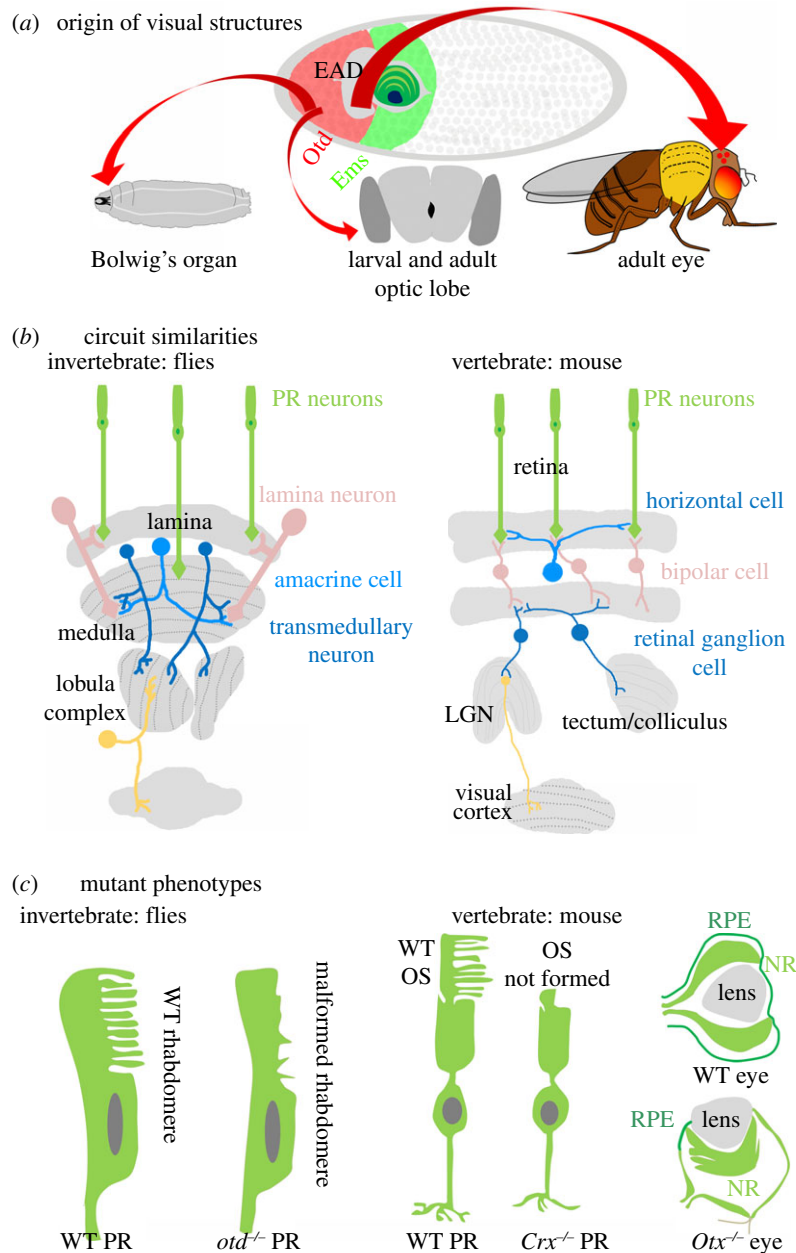 (a) origin of visual structures
EAD
Otd
Ems
Bolwig's organ
larval and adult
optic lobe
adult eye
(b) circuit similarities
invertebrate: flies
PR neurons
lamina neuron
lamina
amacrine cell
medulla
transmedullary
neuron
lobula
complex
vertebrate: mouse
PR neurons
retina
horizontal cell
bipolar cell
retinal ganglion
cell
LGN
tectum/colliculus
visual
cortex
(c) mutant phenotypes
invertebrate: flies
WT rhabdomere
malformed rhabdomere
WT PR
otd–/– PR
vertebrate: mouse
WT
OS
OS
not formed
WT PR
Crx–/– PR
RPE
NR
lens
WT eye
lens
RPE
NR
Otx–/– eye